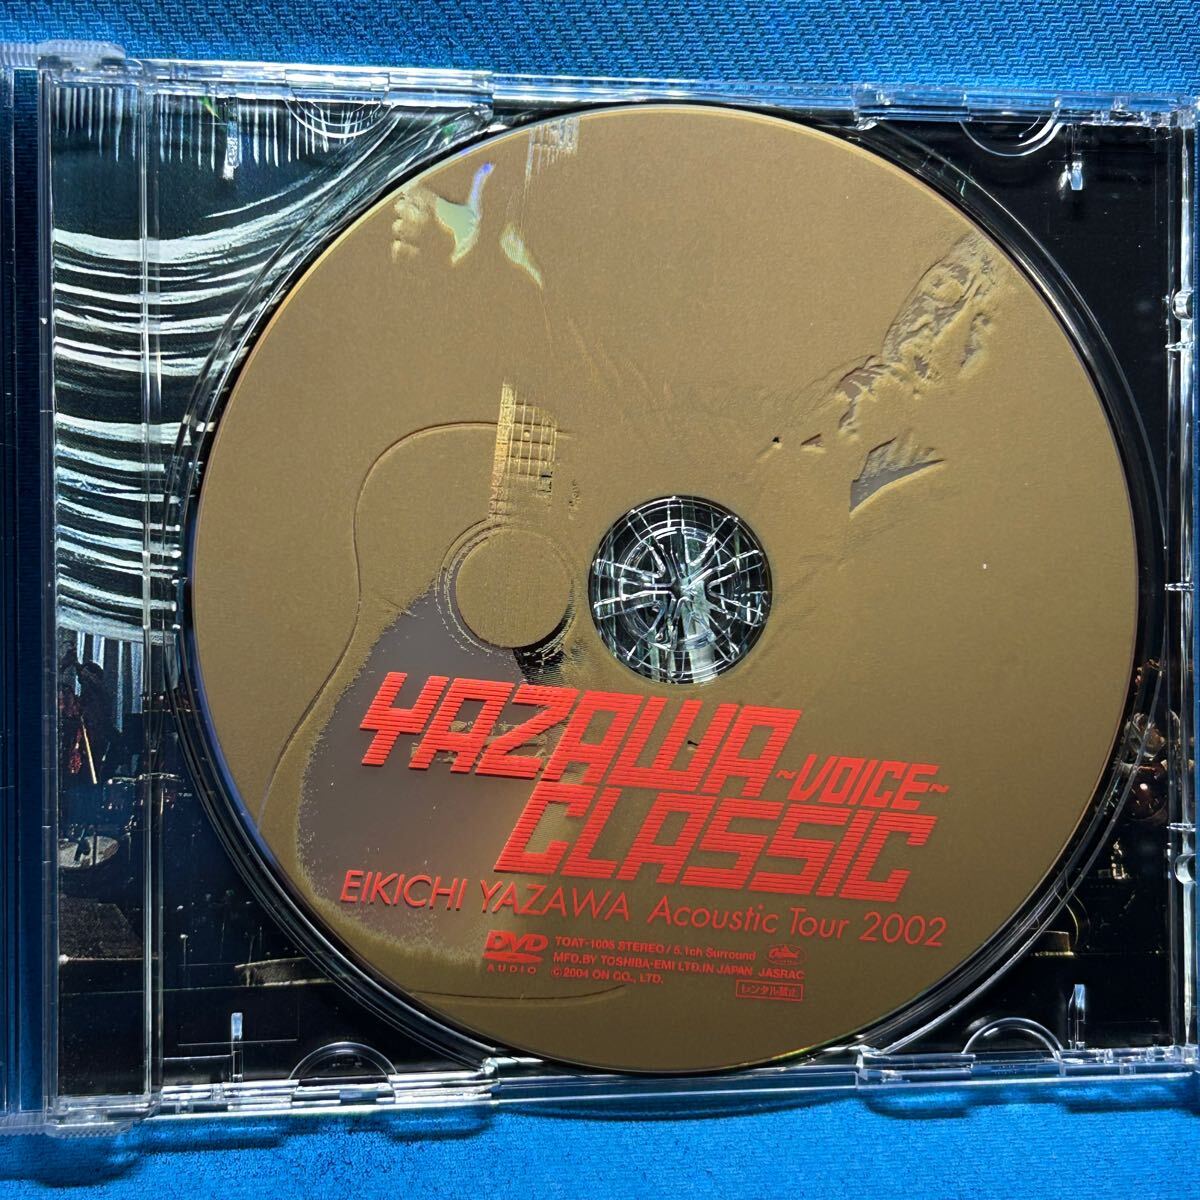 YAZAWA
~VOICE~
CLASSIC
EIKICHI YAZAWA Acoustic Tour 2002
DVD AUDIO
TOAT-1005 STEREO / 5.1ch Surround
MFD.BY TOSHIBA-EMI LTD.IN JAPAN JASRAC
©2004 ON CO., LTD.
レンタル禁止